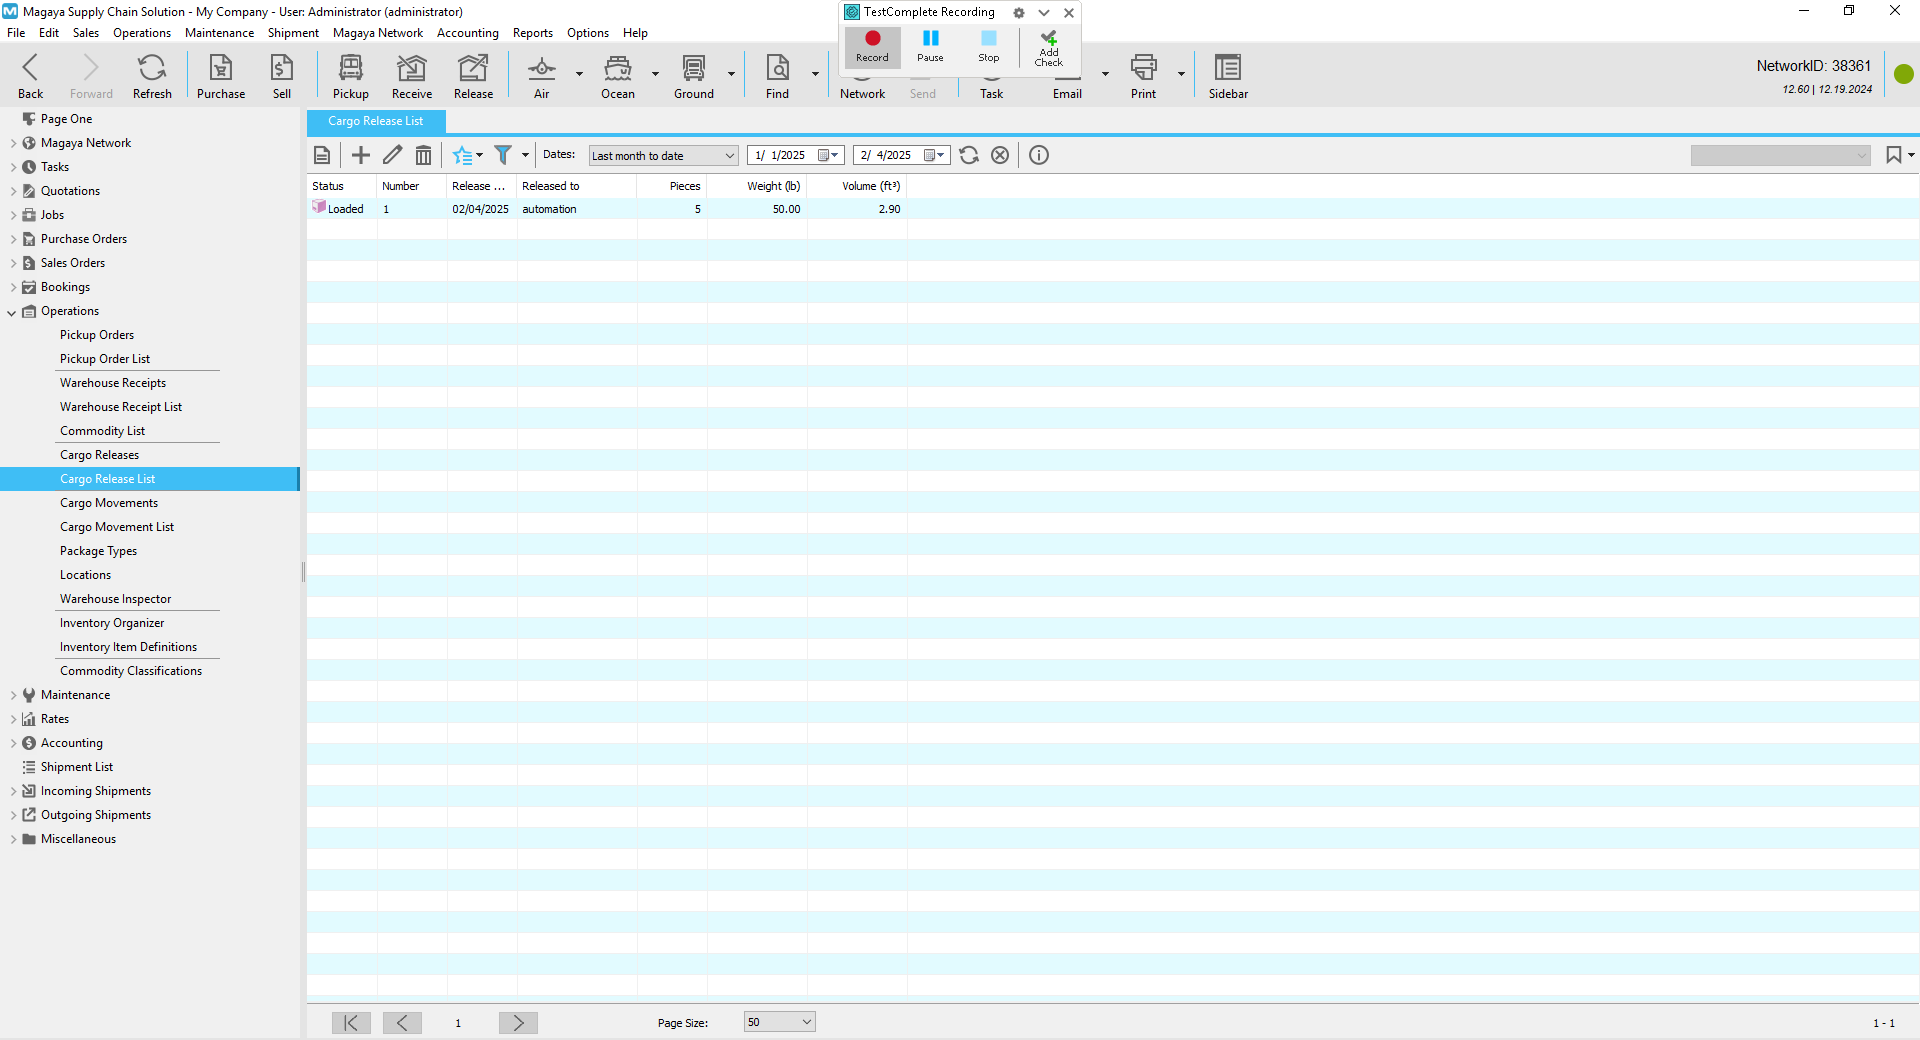 Magaya Supply Chain Solution - My Company - User: Administrator (administrator)
TestComplete Recording
File Edit Sales Operations Maintenance Shipment Magaya Network Accounting Reports Options Help
Record Pause Stop Add Check
Back Forward Refresh Purchase Sell Pickup Receive Release Air Ocean Ground Find Network Send Task Email Print Sidebar
NetworkID: 38361
12.60 | 12.19.2024
Page One
Magaya Network
Tasks
Quotations
Jobs
Purchase Orders
Sales Orders
Bookings
Operations
Pickup Orders
Pickup Order List
Warehouse Receipts
Warehouse Receipt List
Commodity List
Cargo Releases
Cargo Release List
Cargo Movements
Cargo Movement List
Package Types
Locations
Warehouse Inspector
Inventory Organizer
Inventory Item Definitions
Commodity Classifications
Maintenance
Rates
Accounting
Shipment List
Incoming Shipments
Outgoing Shipments
Miscellaneous
Cargo Release List
Dates: Last month to date 1/ 1/2025 2/ 4/2025
Status Number Release ... Released to Pieces Weight (lb) Volume (ft³)
Loaded 1 02/04/2025 automation 5 50.00 2.90
1 Page Size: 50 1 - 1